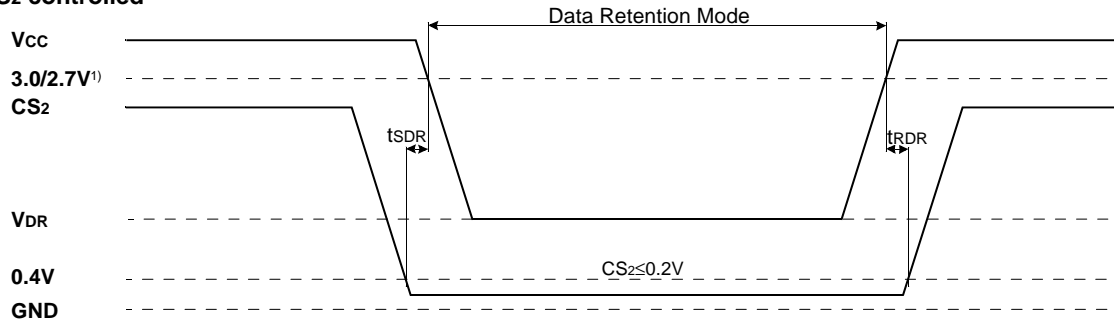 CS2 controlled
Data Retention Mode
VCC
3.0/2.7V1)
CS2
tSDR
tRDR
VDR
0.4V
CS2≤0.2V
GND